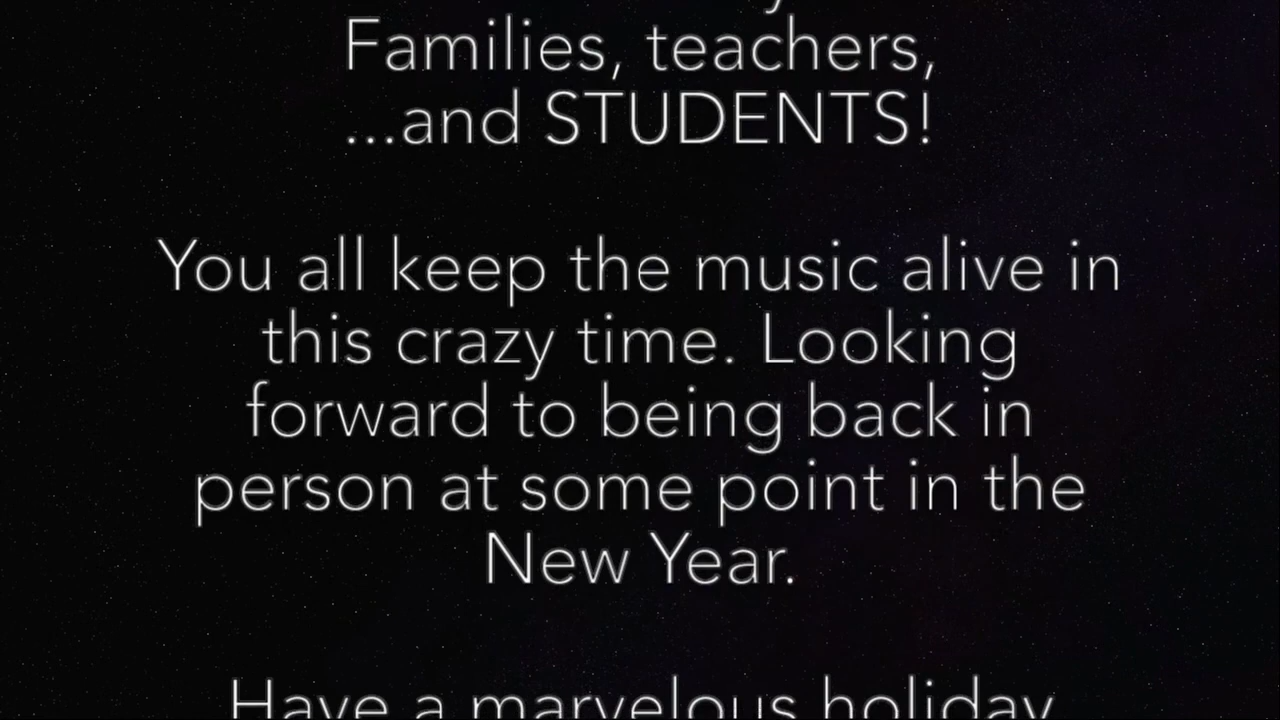 Families, teachers,
...and STUDENTS!
You all keep the music alive in
this crazy time. Looking
forward to being back in
person at some point in the
New Year.
Have a marvelous holiday